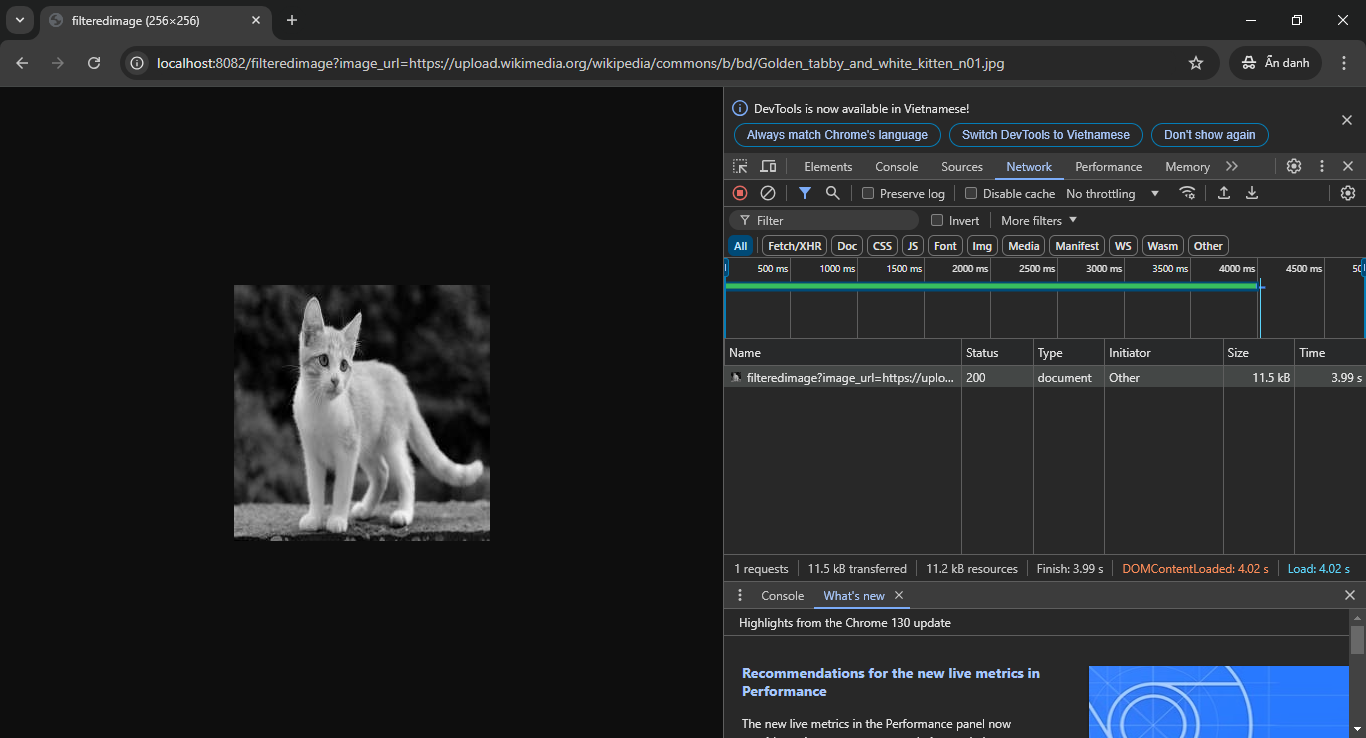 filteredimage (256×256)
localhost:8082/filteredimage?image_url=https://upload.wikimedia.org/wikipedia/commons/b/bd/Golden_tabby_and_white_kitten_n01.jpg
Ẩn danh
DevTools is now available in Vietnamese!
Always match Chrome's language Switch DevTools to Vietnamese Don't show again
Elements Console Sources Network Performance Memory
Preserve log Disable cache No throttling
Filter Invert More filters
All Fetch/XHR Doc CSS JS Font Img Media Manifest WS Wasm Other
500 ms 1000 ms 1500 ms 2000 ms 2500 ms 3000 ms 3500 ms 4000 ms 4500 ms
Name Status Type Initiator Size Time
filteredimage?image_url=https://uplo... 200 document Other 11.5 kB 3.99 s
1 requests 11.5 kB transferred 11.2 kB resources Finish: 3.99 s DOMContentLoaded: 4.02 s Load: 4.02 s
Console What's new
Highlights from the Chrome 130 update
Recommendations for the new live metrics in
Performance
The new live metrics in the Performance panel now